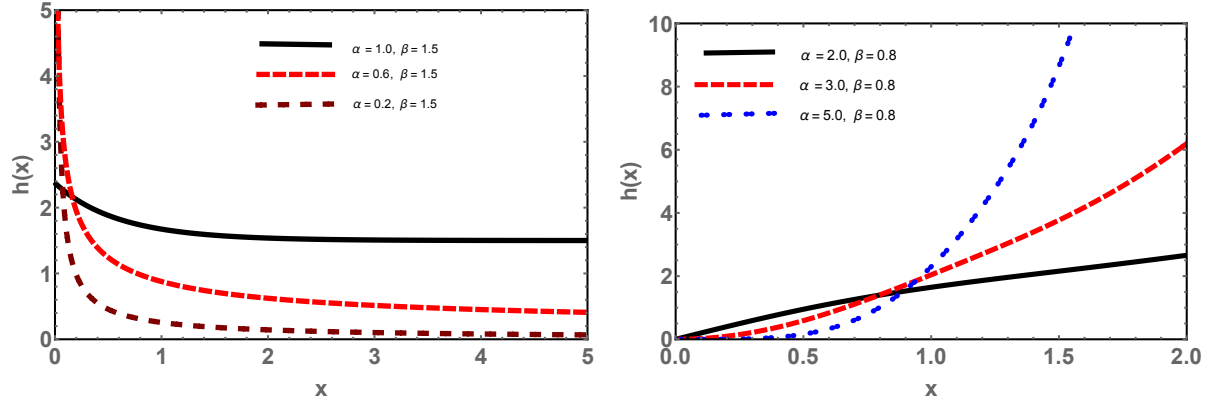 h(x)
5
4
3
2
1
0
α = 1.0, β = 1.5
α = 0.6, β = 1.5
α = 0.2, β = 1.5
0 1 2 3 4 5
x
h(x)
10
8
6
4
2
0
α = 2.0, β = 0.8
α = 3.0, β = 0.8
α = 5.0, β = 0.8
0.0 0.5 1.0 1.5 2.0
x